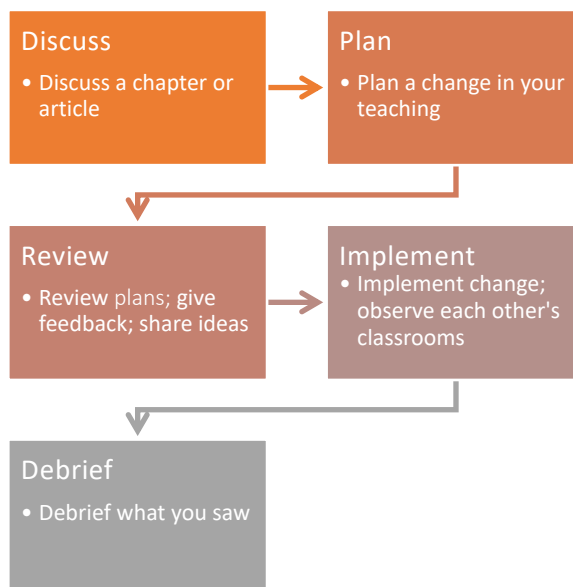 Discuss
• Discuss a chapter or
article
Plan
• Plan a change in your
teaching
Review
• Review plans; give
feedback; share ideas
Implement
• Implement change;
observe each other's
classrooms
Debrief
• Debrief what you saw